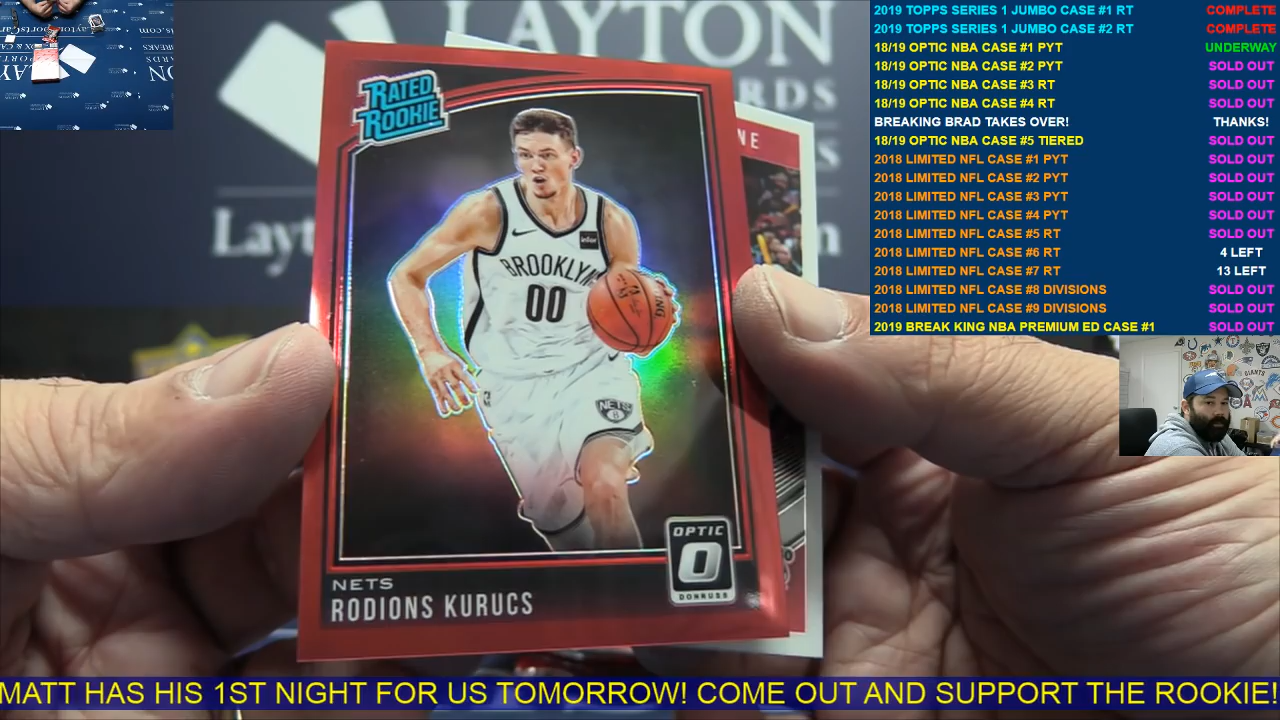 LAYTON
RDS
Layt
RATED
ROOKIE
NE
infor
BROOKLYN
00
NETS
OPTIC
O
DONRUSS
NETS
RODIONS KURUCS
2019 TOPPS SERIES 1 JUMBO CASE #1 RT COMPLETE
2019 TOPPS SERIES 1 JUMBO CASE #2 RT COMPLETE
18/19 OPTIC NBA CASE #1 PYT UNDERWAY
18/19 OPTIC NBA CASE #2 PYT SOLD OUT
18/19 OPTIC NBA CASE #3 RT SOLD OUT
18/19 OPTIC NBA CASE #4 RT SOLD OUT
BREAKING BRAD TAKES OVER! THANKS!
18/19 OPTIC NBA CASE #5 TIERED SOLD OUT
2018 LIMITED NFL CASE #1 PYT SOLD OUT
2018 LIMITED NFL CASE #2 PYT SOLD OUT
2018 LIMITED NFL CASE #3 PYT SOLD OUT
2018 LIMITED NFL CASE #4 PYT SOLD OUT
2018 LIMITED NFL CASE #5 RT SOLD OUT
2018 LIMITED NFL CASE #6 RT 4 LEFT
2018 LIMITED NFL CASE #7 RT 13 LEFT
2018 LIMITED NFL CASE #8 DIVISIONS SOLD OUT
2018 LIMITED NFL CASE #9 DIVISIONS SOLD OUT
2019 BREAK KING NBA PREMIUM ED CASE #1 SOLD OUT
GIANTS
MATT HAS HIS 1ST NIGHT FOR US TOMORROW! COME OUT AND SUPPORT THE ROOKIE!